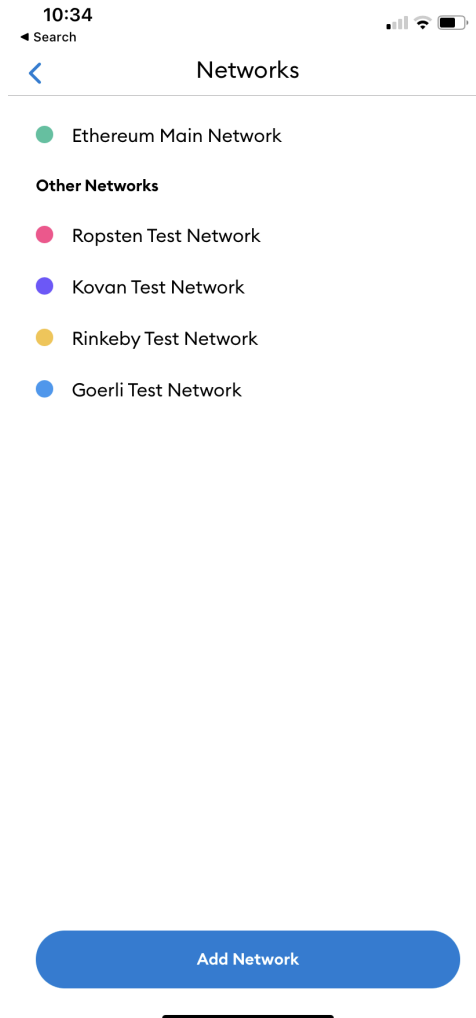 10:34
◀ Search
Networks
Ethereum Main Network
Other Networks
Ropsten Test Network
Kovan Test Network
Rinkeby Test Network
Goerli Test Network
Add Network